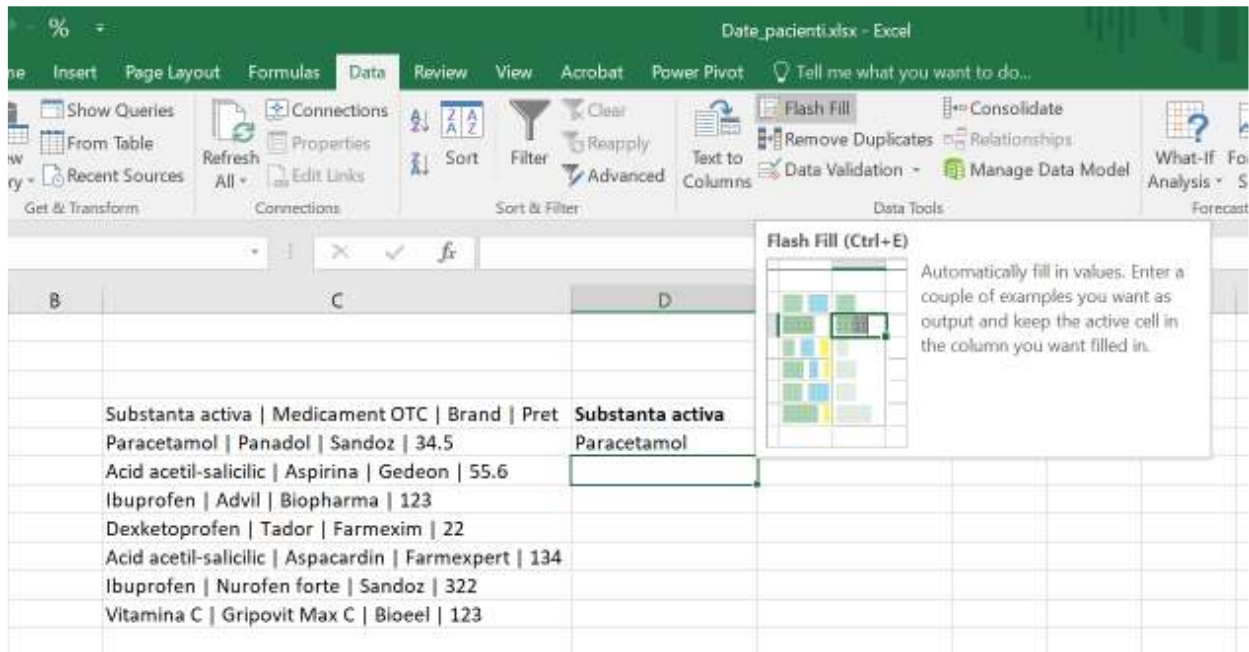 %
Date_pacienti.xlsx - Excel
Insert Page Layout Formulas Data Review View Acrobat Power Pivot Tell me what you want to do...
Show Queries
From Table
Recent Sources
Get & Transform
Refresh
All
Connections
Properties
Edit Links
Connections
Sort
Filter
Clear
Reapply
Advanced
Sort & Filter
Text to
Columns
Flash Fill
Remove Duplicates
Data Validation
Consolidate
Relationships
Manage Data Model
Data Tools
What-If
Analysis
Forecast
fx
Flash Fill (Ctrl+E)
Automatically fill in values. Enter a
couple of examples you want as
output and keep the active cell in
the column you want filled in.
B C D
Substanta activa | Medicament OTC | Brand | Pret Substanta activa
Paracetamol | Panadol | Sandoz | 34.5 Paracetamol
Acid acetil-salicilic | Aspirina | Gedeon | 55.6
Ibuprofen | Advil | Biopharma | 123
Dexketoprofen | Tador | Farmexim | 22
Acid acetil-salicilic | Aspacardin | Farmexpert | 134
Ibuprofen | Nurofen forte | Sandoz | 322
Vitamina C | Gripovit Max C | Bioeel | 123